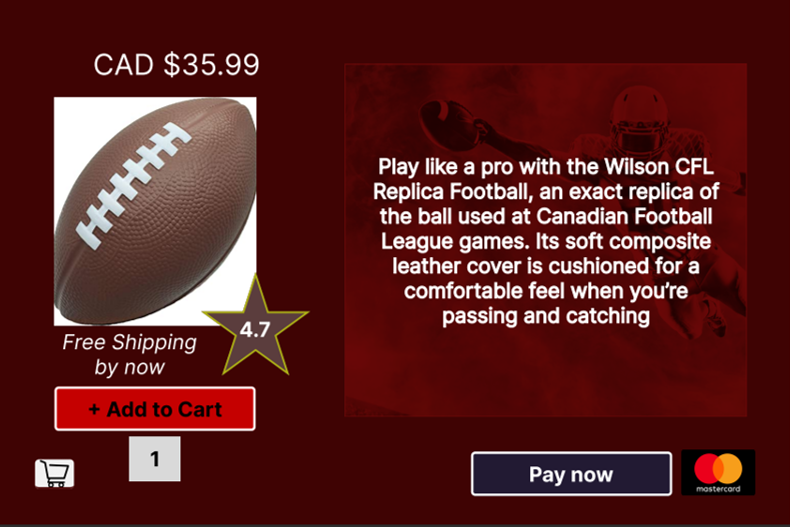 CAD $35.99
Play like a pro with the Wilson CFL
Replica Football, an exact replica of
the ball used at Canadian Football
League games. Its soft composite
leather cover is cushioned for a
comfortable feel when you’re
passing and catching
4.7
Free Shipping
by now
+ Add to Cart
1
Pay now
mastercard